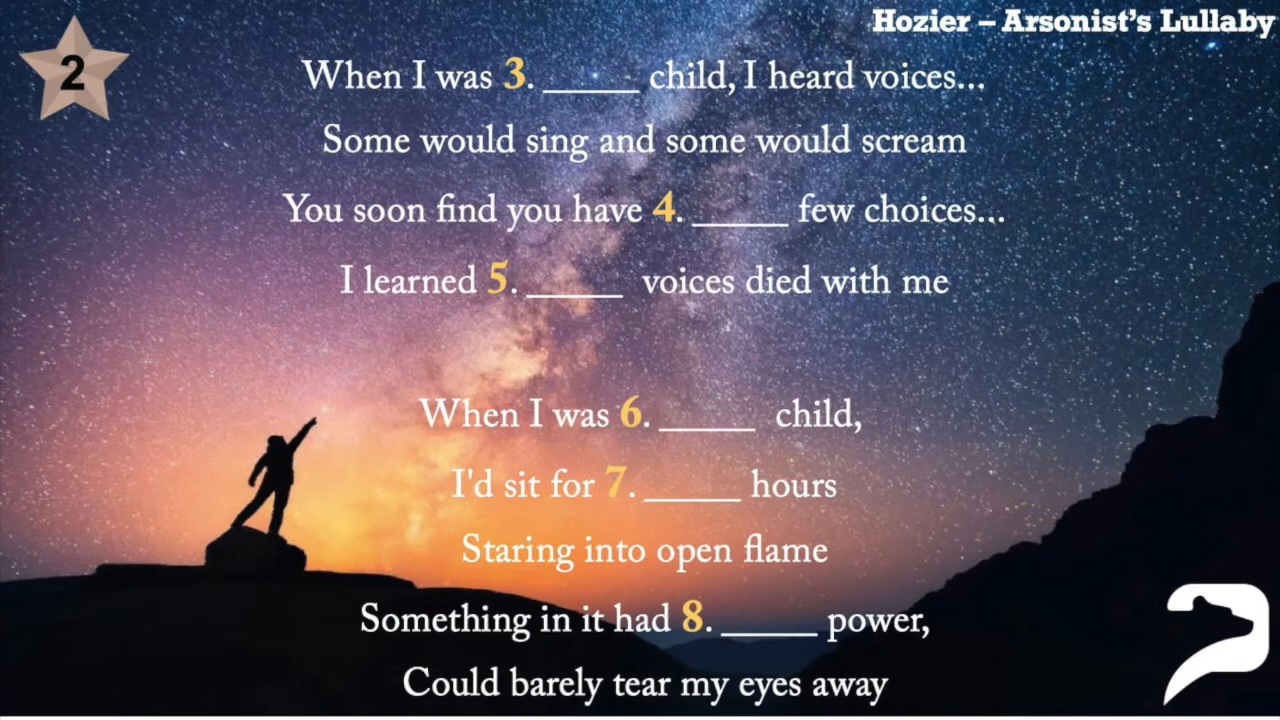 Hozier – Arsonist's Lullaby
2
When I was 3. _____ child, I heard voices...
Some would sing and some would scream
You soon find you have 4. _____ few choices...
I learned 5. _____ voices died with me
When I was 6. _____ child,
I'd sit for 7. _____ hours
Staring into open flame
Something in it had 8. _____ power,
Could barely tear my eyes away